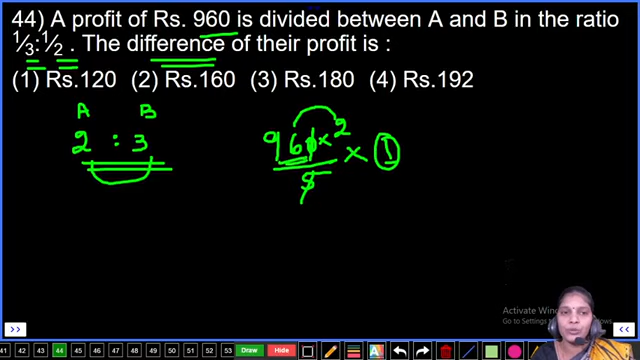 44) A profit of Rs. 960 is divided between A and B in the ratio
1/3:1/2 . The difference of their profit is :
(1) Rs.120 (2) Rs.160 (3) Rs.180 (4) Rs.192
A B
2 : 3
960 × 2
5
× 1
Activate Windows
Go to Settings to activate Windows
>> 41 42 43 44 45 46 47 48 49 50 51 52 53 Draw Hide >>